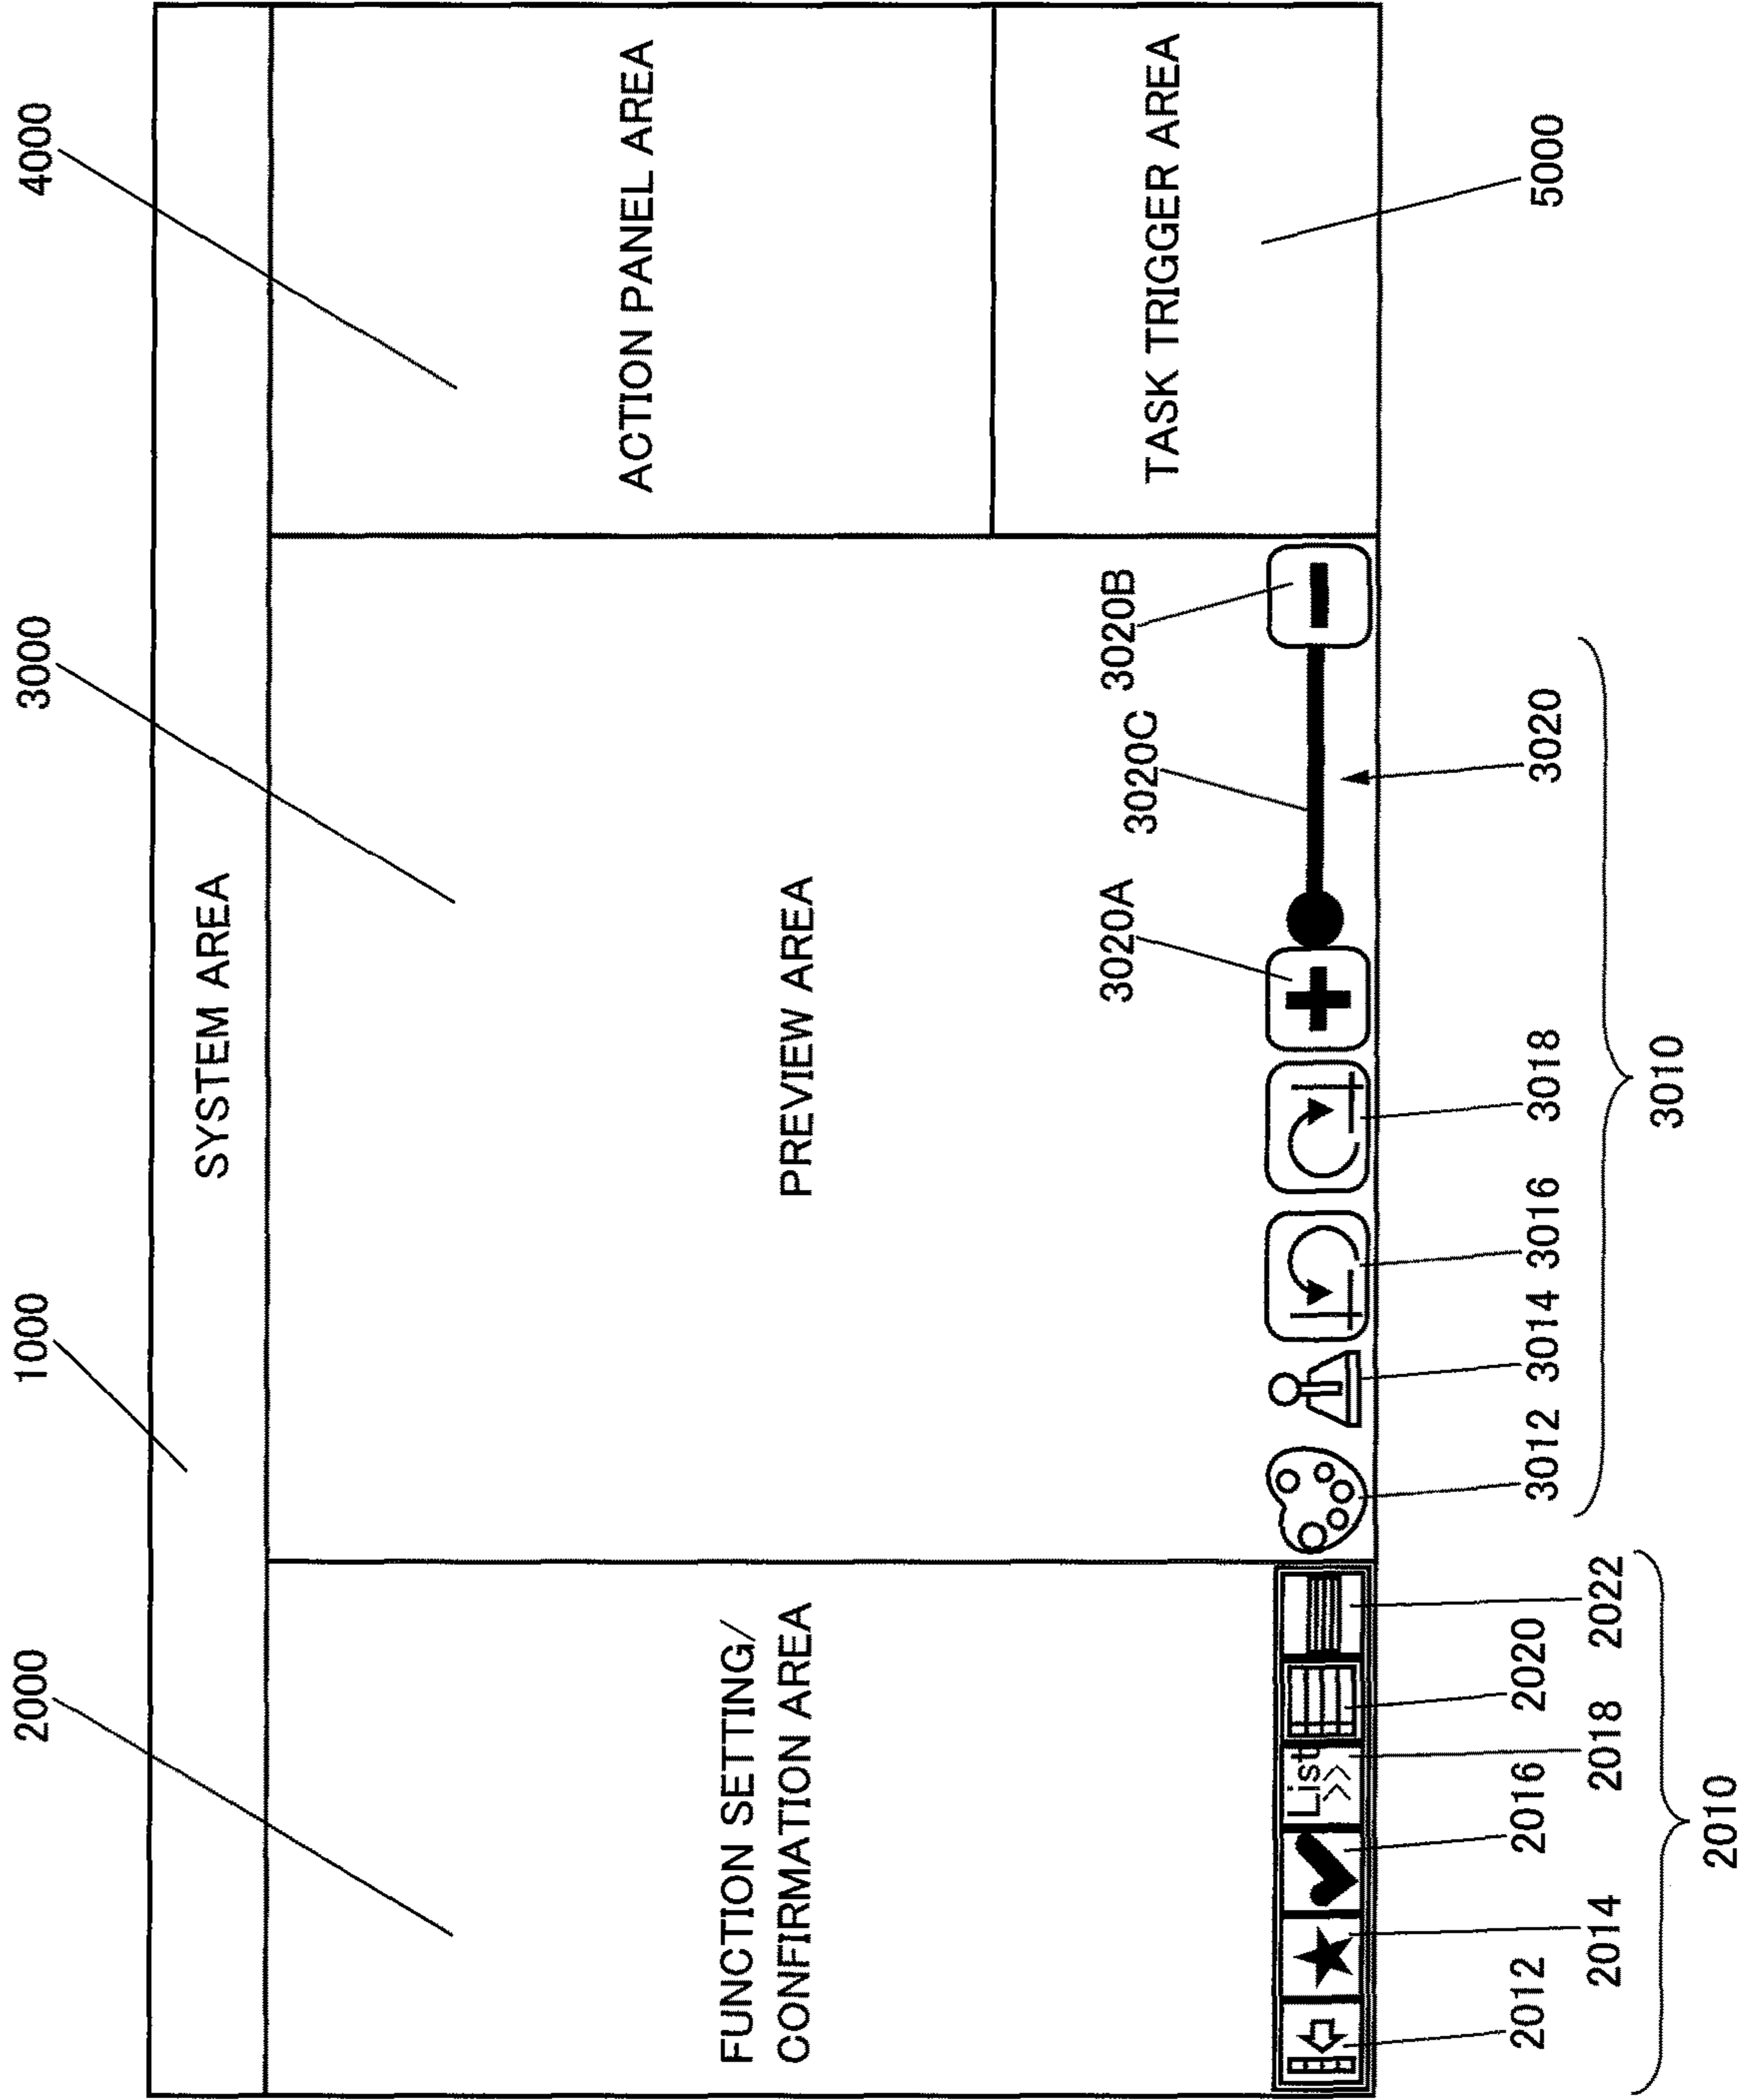 1000
2000
3000
4000
SYSTEM AREA
FUNCTION SETTING/
CONFIRMATION AREA
PREVIEW AREA
ACTION PANEL AREA
TASK TRIGGER AREA
3020A
3020C
3020B
List
2012
2014
2016
2018
2020
2022
2010
3012
3014
3016
3018
3020
3010
5000